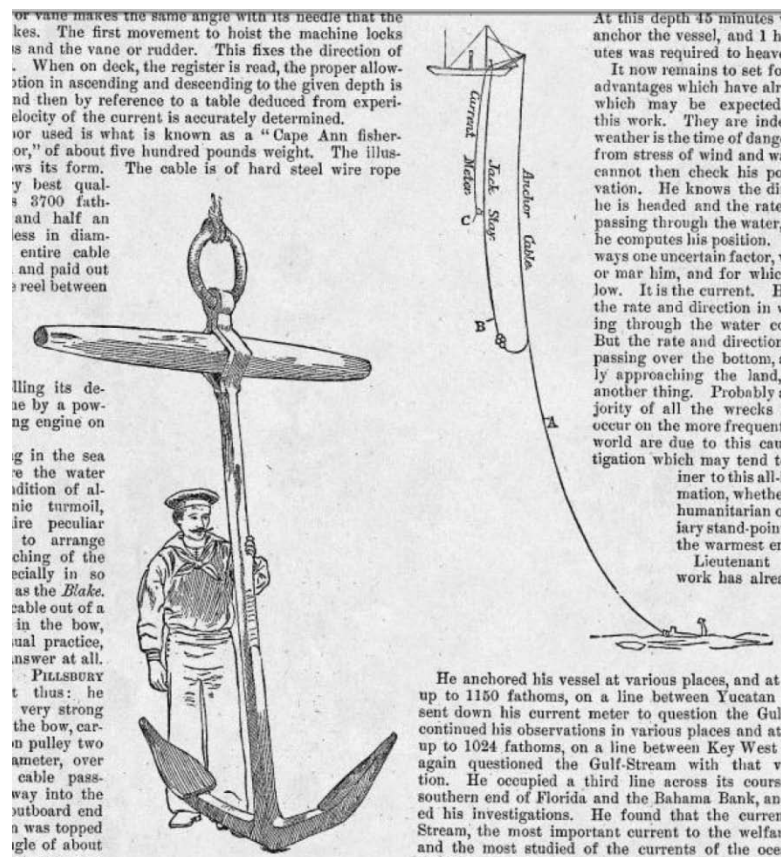 or vane makes the same angle with its needle that the
kes. The first movement to hoist the machine locks
s and the vane or rudder. This fixes the direction of
. When on deck, the register is read, the proper allow-
otion in ascending and descending to the given depth is
nd then by reference to a table deduced from experi-
elocity of the current is accurately determined.
or used is what is known as a “Cape Ann fisher-
or,” of about five hundred pounds weight. The illus-
ows its form. The cable is of hard steel wire rope
y best qual-
s 3700 fath-
and half an
less in diam-
entire cable
and paid out
e reel between
lling its de-
ne by a pow-
ng engine on
ng in the sea
re the water
ndition of al-
nic turmoil,
ire peculiar
to arrange
ching of the
ecially in so
as the Blake.
cable out of a
in the bow,
ual practice,
answer at all.
PILLSBURY
t thus: he
very strong
the bow, car-
n pulley two
ameter, over
cable pass-
way into the
outboard end
n was topped
ngle of about
Current Meter
C
Jack Stay
Anchor Cable
B
A
At this depth 45 minutes
anchor the vessel, and 1 h
utes was required to heave
It now remains to set fo
advantages which have alr
which may be expected
this work. They are inde
weather is the time of dange
from stress of wind and w
cannot then check his po
vation. He knows the di
he is headed and the rate
passing through the water,
he computes his position.
ways one uncertain factor,
or mar him, and for whic
low. It is the current. H
the rate and direction in w
ing through the water co
But the rate and direction
passing over the bottom, a
ly approaching the land,
another thing. Probably a
jority of all the wrecks
occur on the more frequent
world are due to this cau
tigation which may tend t
iner to this all-
mation, whethe
humanitarian o
iary stand-poin
the warmest en
Lieutenant
work has alrea
He anchored his vessel at various places, and at
up to 1150 fathoms, on a line between Yucatan
sent down his current meter to question the Gul
continued his observations in various places and at
up to 1024 fathoms, on a line between Key West
again questioned the Gulf-Stream with that v
tion. He occupied a third line across its cours
southern end of Florida and the Bahama Bank, an
ed his investigations. He found that the curren
Stream, the most important current to the welfar
and the most studied of the currents of the oce